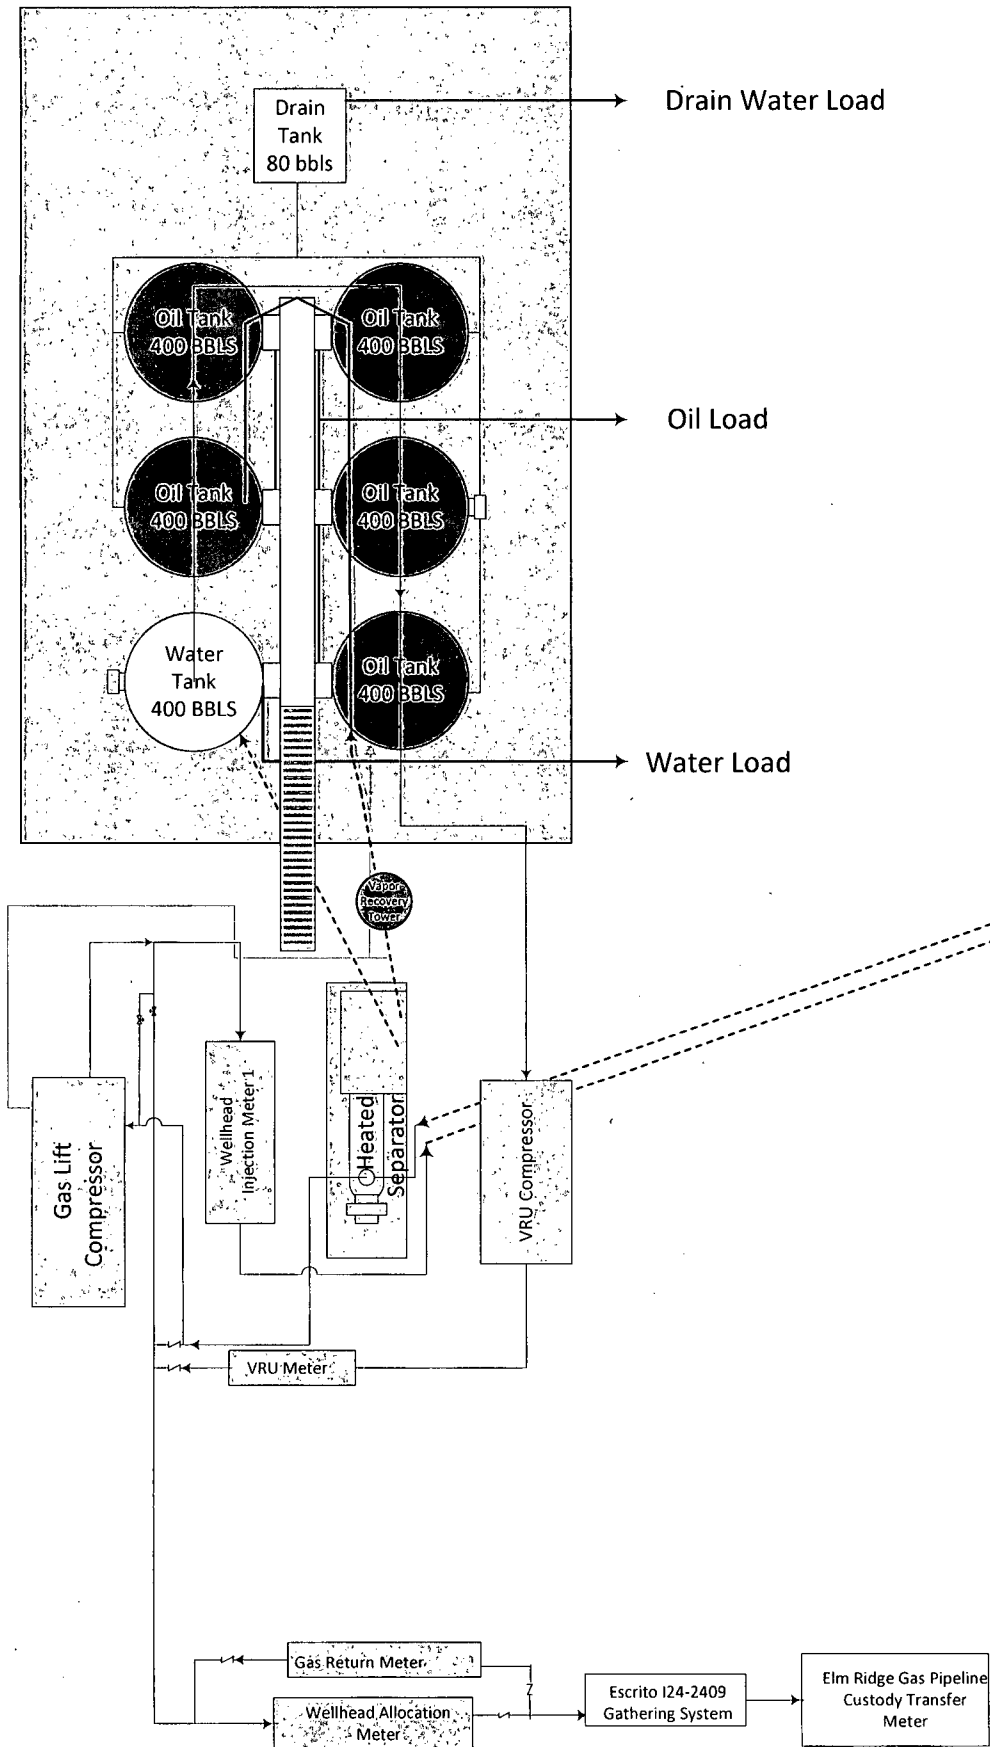 Drain
Tank
80 bbls
Drain Water Load
Oil Tank
400 BBLS
Oil Tank
400 BBLS
Oil Load
Oil Tank
400 BBLS
Oil Tank
400 BBLS
Water
Tank
400 BBLS
Oil Tank
400 BBLS
Water Load
Vapor
Recovery
Tower
Gas Lift
Compressor
Wellhead
Injection Meter 1
Heated
Separator
VRU Compressor
VRU Meter
Gas Return Meter
Wellhead Allocation
Meter
Escrito I24-2409
Gathering System
Elm Ridge Gas Pipeline
Custody Transfer
Meter